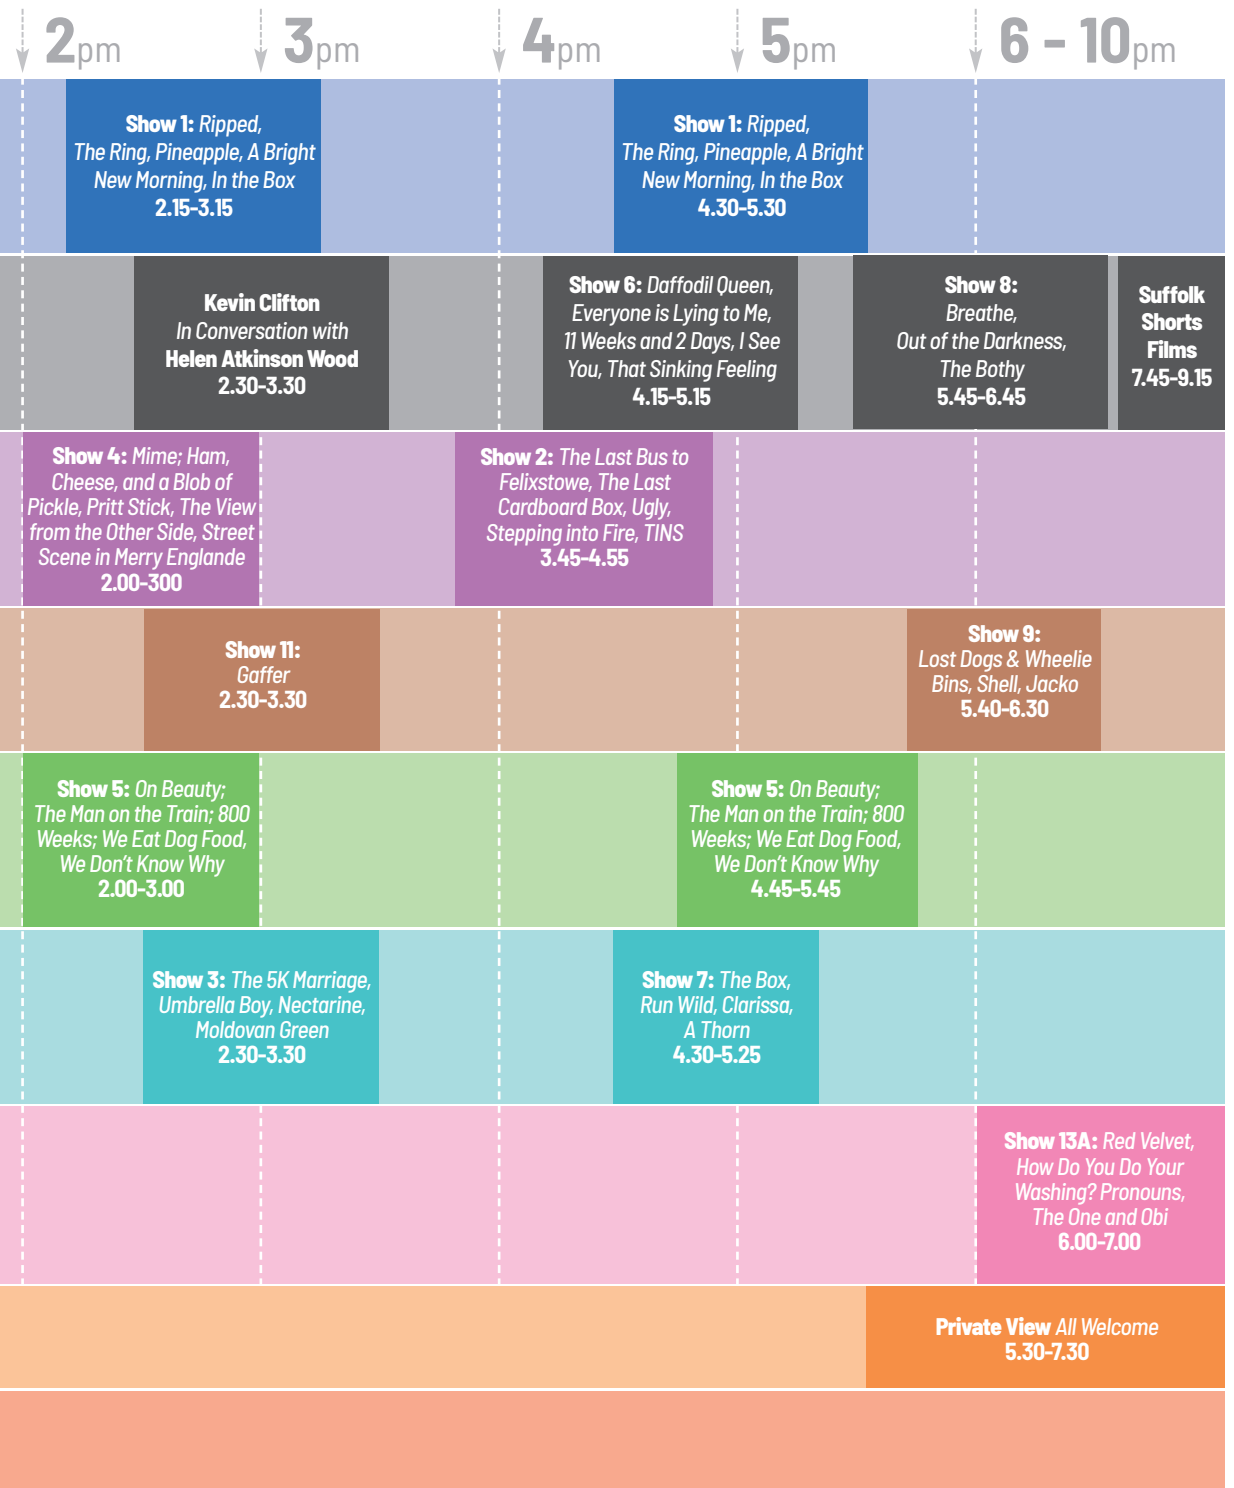 2pm 3pm 4pm 5pm 6 - 10pm
Show 1: Ripped,
The Ring, Pineapple, A Bright
New Morning, In the Box
2.15-3.15
Show 1: Ripped,
The Ring, Pineapple, A Bright
New Morning, In the Box
4.30-5.30
Kevin Clifton
In Conversation with
Helen Atkinson Wood
2.30-3.30
Show 6: Daffodil Queen,
Everyone is Lying to Me,
11 Weeks and 2 Days, I See
You, That Sinking Feeling
4.15-5.15
Show 8:
Breathe,
Out of the Darkness,
The Bothy
5.45-6.45
Suffolk
Shorts
Films
7.45-9.15
Show 4: Mime; Ham,
Cheese, and a Blob of
Pickle, Pritt Stick, The View
from the Other Side, Street
Scene in Merry Englande
2.00-300
Show 2: The Last Bus to
Felixstowe, The Last
Cardboard Box, Ugly,
Stepping into Fire, TINS
3.45-4.55
Show 11:
Gaffer
2.30-3.30
Show 9:
Lost Dogs & Wheelie
Bins, Shell, Jacko
5.40-6.30
Show 5: On Beauty;
The Man on the Train; 800
Weeks; We Eat Dog Food,
We Don't Know Why
2.00-3.00
Show 5: On Beauty;
The Man on the Train; 800
Weeks; We Eat Dog Food,
We Don't Know Why
4.45-5.45
Show 3: The 5K Marriage,
Umbrella Boy, Nectarine,
Moldovan Green
2.30-3.30
Show 7: The Box,
Run Wild, Clarissa,
A Thorn
4.30-5.25
Show 13A: Red Velvet,
How Do You Do Your
Washing? Pronouns,
The One and Obi
6.00-7.00
Private View All Welcome
5.30-7.30